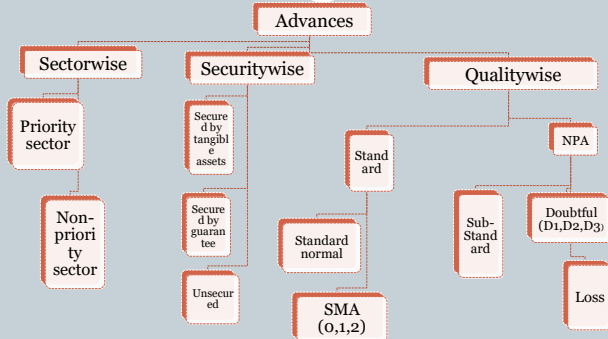 Advances
Sectorwise
Securitywise
Qualitywise
Priority
sector
Non-
priori
ty
sector
Secure
d by
tangibl
e
assets
Secure
d by
guaran
tee
Unsecur
ed
Stand
ard
Standard
normal
SMA
(0,1,2)
NPA
Sub-
Stand
ard
Doubtful
(D1,D2,D3)
Loss